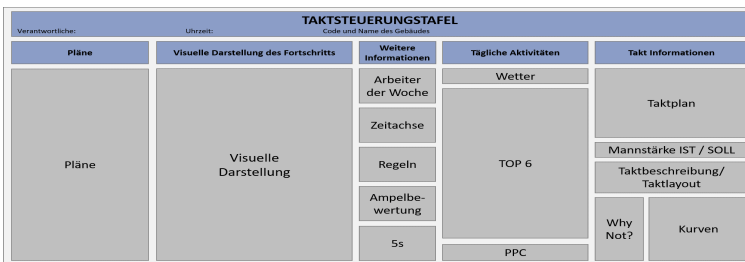 TAKTSTEUERUNGSTAFEL
Verantwortliche: Uhrzeit: Code und Name des Gebäudes
Pläne
Visuelle Darstellung des Fortschritts
Weitere
Informationen
Tägliche Aktivitäten
Takt Informationen
Pläne
Visuelle
Darstellung
Arbeiter
der Woche
Zeitachse
Regeln
Ampelbe-
wertung
5s
Wetter
TOP 6
PPC
Taktplan
Mannstärke IST / SOLL
Taktbeschreibung/
Taktlayout
Why
Not?
Kurven